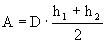 A = D · (h₁ + h₂) / 2